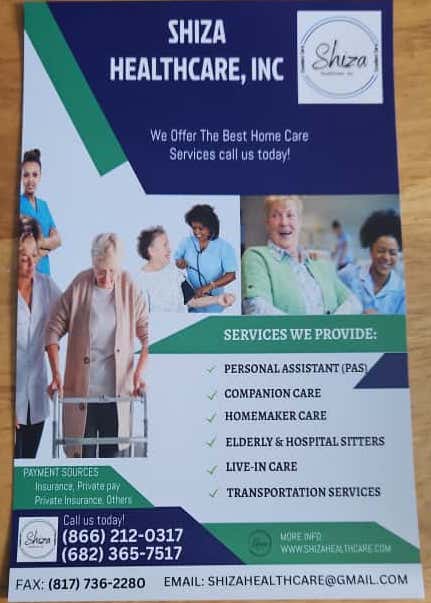 SHIZA
HEALTHCARE, INC
Shiza
We Offer The Best Home Care
Services call us today!
SERVICES WE PROVIDE:
PERSONAL ASSISTANT (PAS)
COMPANION CARE
HOMEMAKER CARE
ELDERLY & HOSPITAL SITTERS
LIVE-IN CARE
TRANSPORTATION SERVICES
PAYMENT SOURCES
Insurance, Private pay
Private Insurance, Others
Call us today!
Shiza
(866) 212-0317
(682) 365-7517
Shiza
MORE INFO
WWW.SHIZAHEALTHCARE.COM
FAX: (817) 736-2280
EMAIL: SHIZAHEALTHCARE@GMAIL.COM